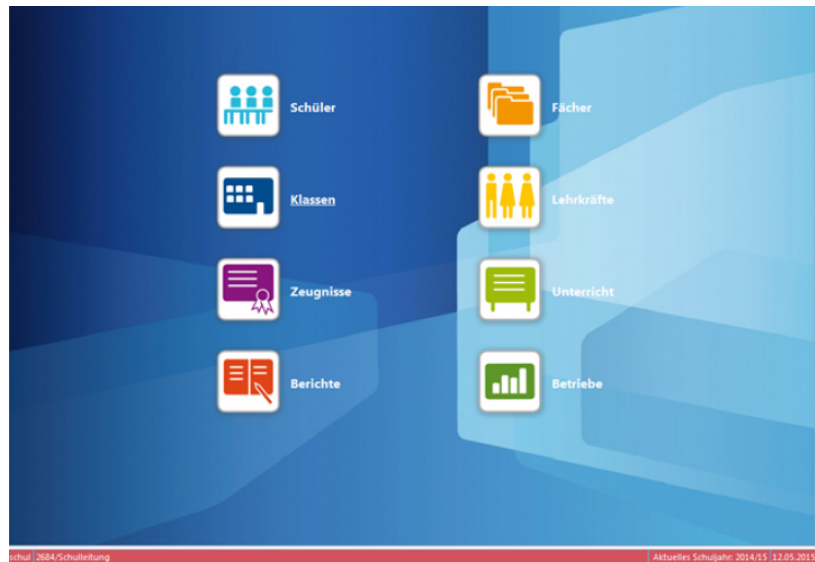 Schüler
Fächer
Klassen
Lehrkräfte
Zeugnisse
Unterricht
Berichte
Betriebe
schul 2684/Schulleitung Aktuelles Schuljahr: 2014/15 12.05.2015